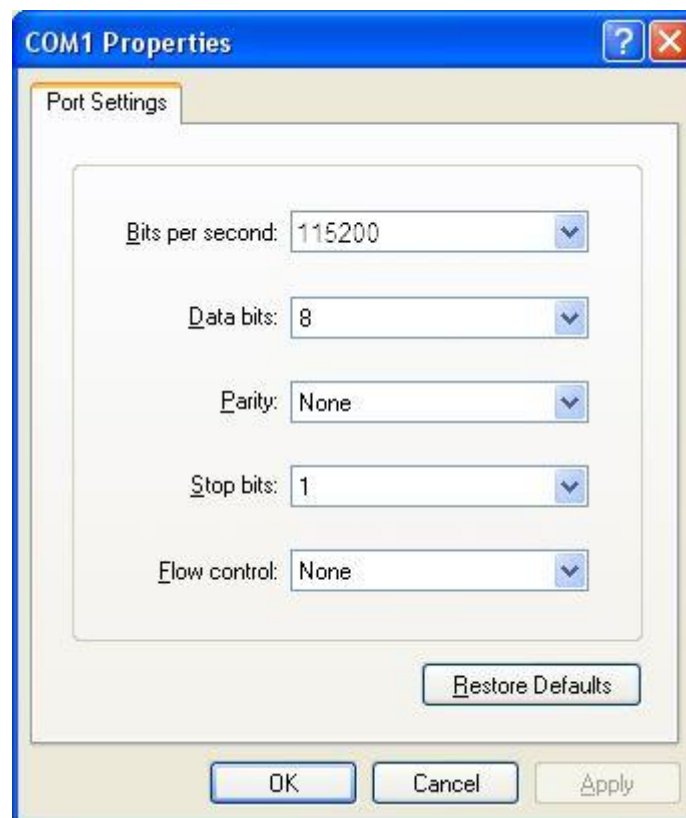 COM1 Properties
Port Settings
Bits per second: 115200
Data bits: 8
Parity: None
Stop bits: 1
Flow control: None
Restore Defaults
OK Cancel Apply